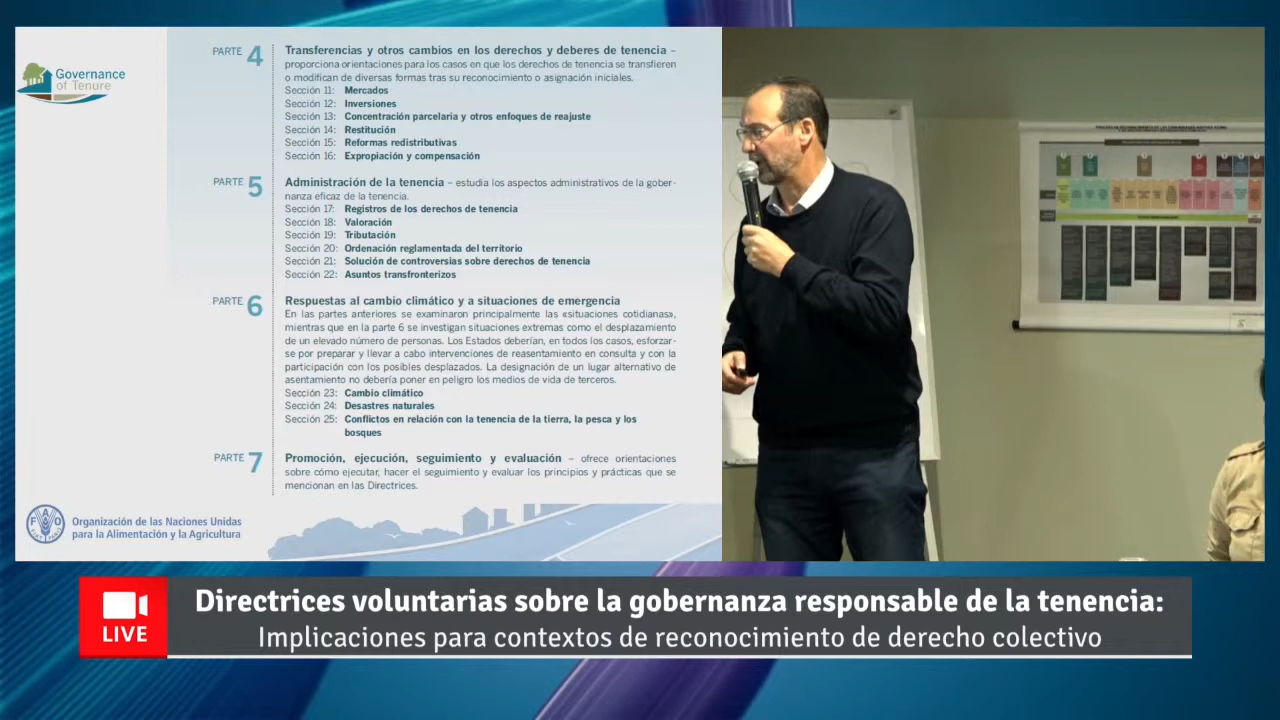 Governance
of Tenure
PARTE 4
Transferencias y otros cambios en los derechos y deberes de tenencia –
proporciona orientaciones para los casos en que los derechos de tenencia se transfieren
o modifican de diversas formas tras su reconocimiento o asignación iniciales.
Sección 11: Mercados
Sección 12: Inversiones
Sección 13: Concentración parcelaria y otros enfoques de reajuste
Sección 14: Restitución
Sección 15: Reformas redistributivas
Sección 16: Expropiación y compensación
PARTE 5
Administración de la tenencia – estudia los aspectos administrativos de la gober-
nanza eficaz de la tenencia.
Sección 17: Registros de los derechos de tenencia
Sección 18: Valoración
Sección 19: Tributación
Sección 20: Ordenación reglamentada del territorio
Sección 21: Solución de controversias sobre derechos de tenencia
Sección 22: Asuntos transfronterizos
PARTE 6
Respuestas al cambio climático y a situaciones de emergencia
En las partes anteriores se examinaron principalmente las «situaciones cotidianas»,
mientras que en la parte 6 se investigan situaciones extremas como el desplazamiento
de un elevado número de personas. Los Estados deberían, en todos los casos, esforzar-
se por preparar y llevar a cabo intervenciones de reasentamiento en consulta y con la
participación con los posibles desplazados. La designación de un lugar alternativo de
asentamiento no debería poner en peligro los medios de vida de terceros.
Sección 23: Cambio climático
Sección 24: Desastres naturales
Sección 25: Conflictos en relación con la tenencia de la tierra, la pesca y los
bosques
PARTE 7
Promoción, ejecución, seguimiento y evaluación – ofrece orientaciones
sobre cómo ejecutar, hacer el seguimiento y evaluar los principios y prácticas que se
mencionan en las Directrices.
FAO
FIAT PANIS
Organización de las Naciones Unidas
para la Alimentación y la Agricultura
LIVE
Directrices voluntarias sobre la gobernanza responsable de la tenencia:
Implicaciones para contextos de reconocimiento de derecho colectivo